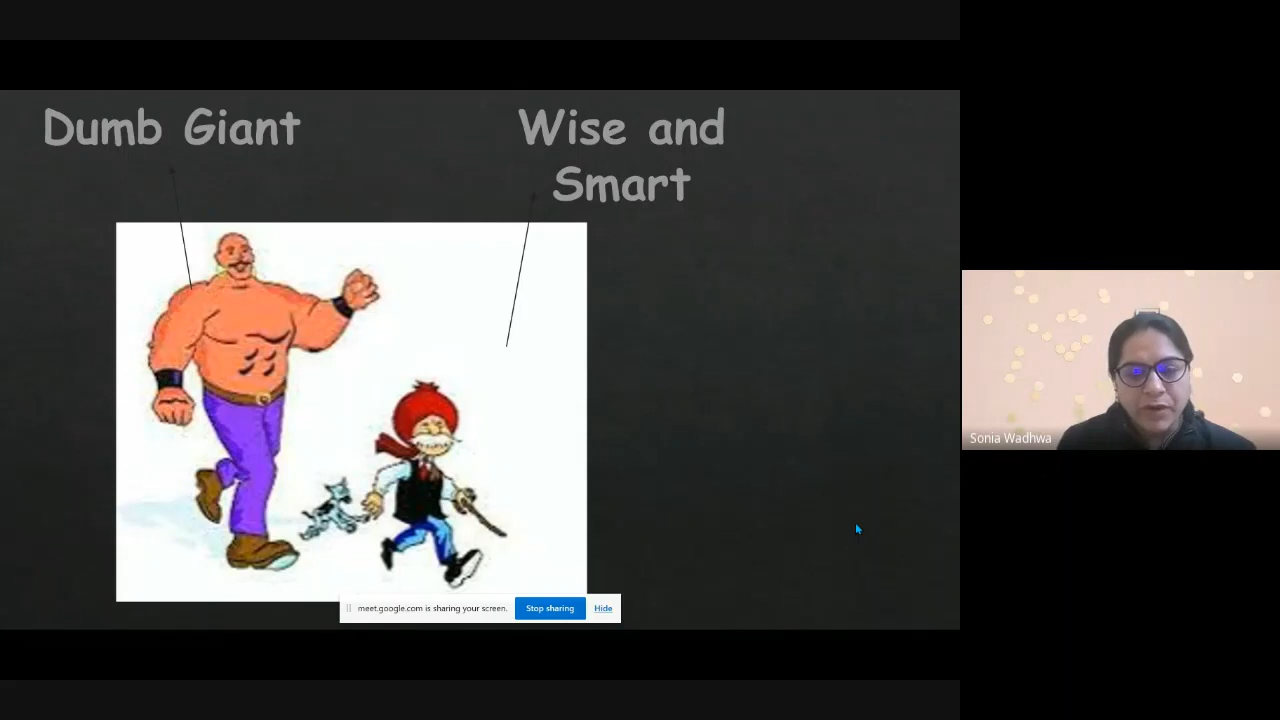 Dumb Giant
Wise and
Smart
Sonia Wadhwa
meet.google.com is sharing your screen.
Stop sharing
Hide